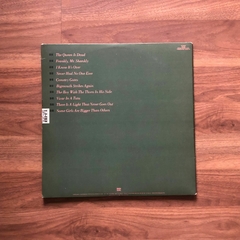 The Queen Is Dead
Frankly, Mr. Shankly
I Know It's Over
Never Had No One Ever
Cemetry Gates
Bigmouth Strikes Again
The Boy With The Thorn In His Side
Vicar In A Tutu
There Is A Light That Never Goes Out
Some Girls Are Bigger Than Others